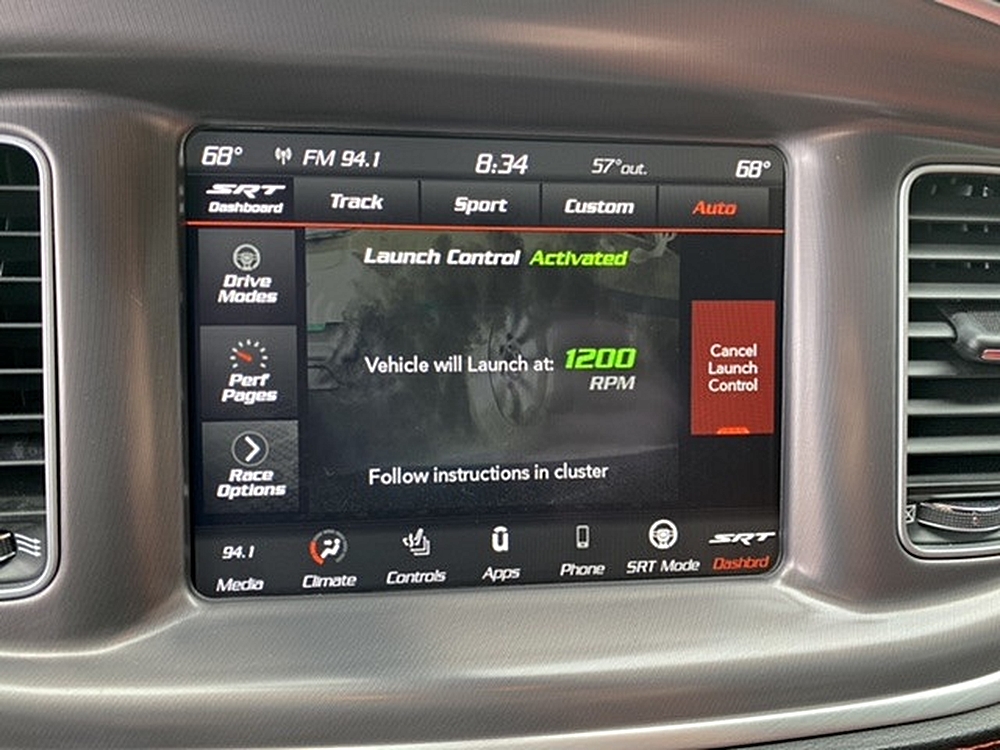 68° FM 94.1 8:34 57°out. 68°
SRT
Dashboard
Track
Sport
Custom
Auto
Drive
Modes
Perf
Pages
Race
Options
Launch Control Activated
Vehicle will Launch at: 1200
RPM
Follow instructions in cluster
Cancel
Launch
Control
94.1
Media
Climate
Controls
Apps
Phone
SRT Mode
SRT
Dashbrd